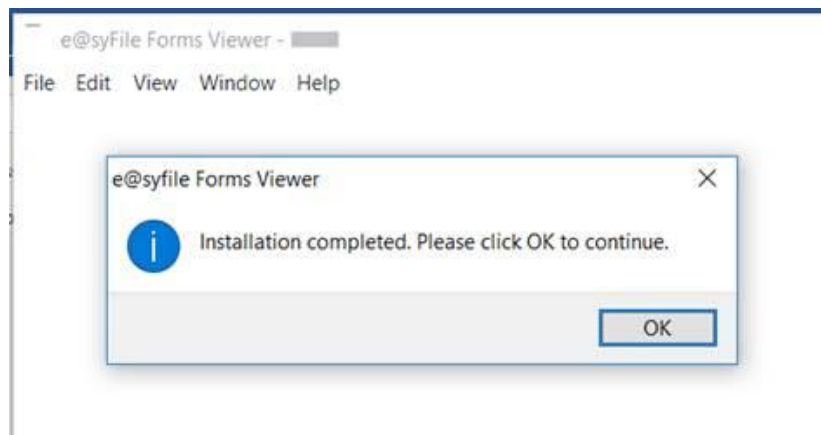 e@syFile Forms Viewer -
File Edit View Window Help
e@syfile Forms Viewer
Installation completed. Please click OK to continue.
OK